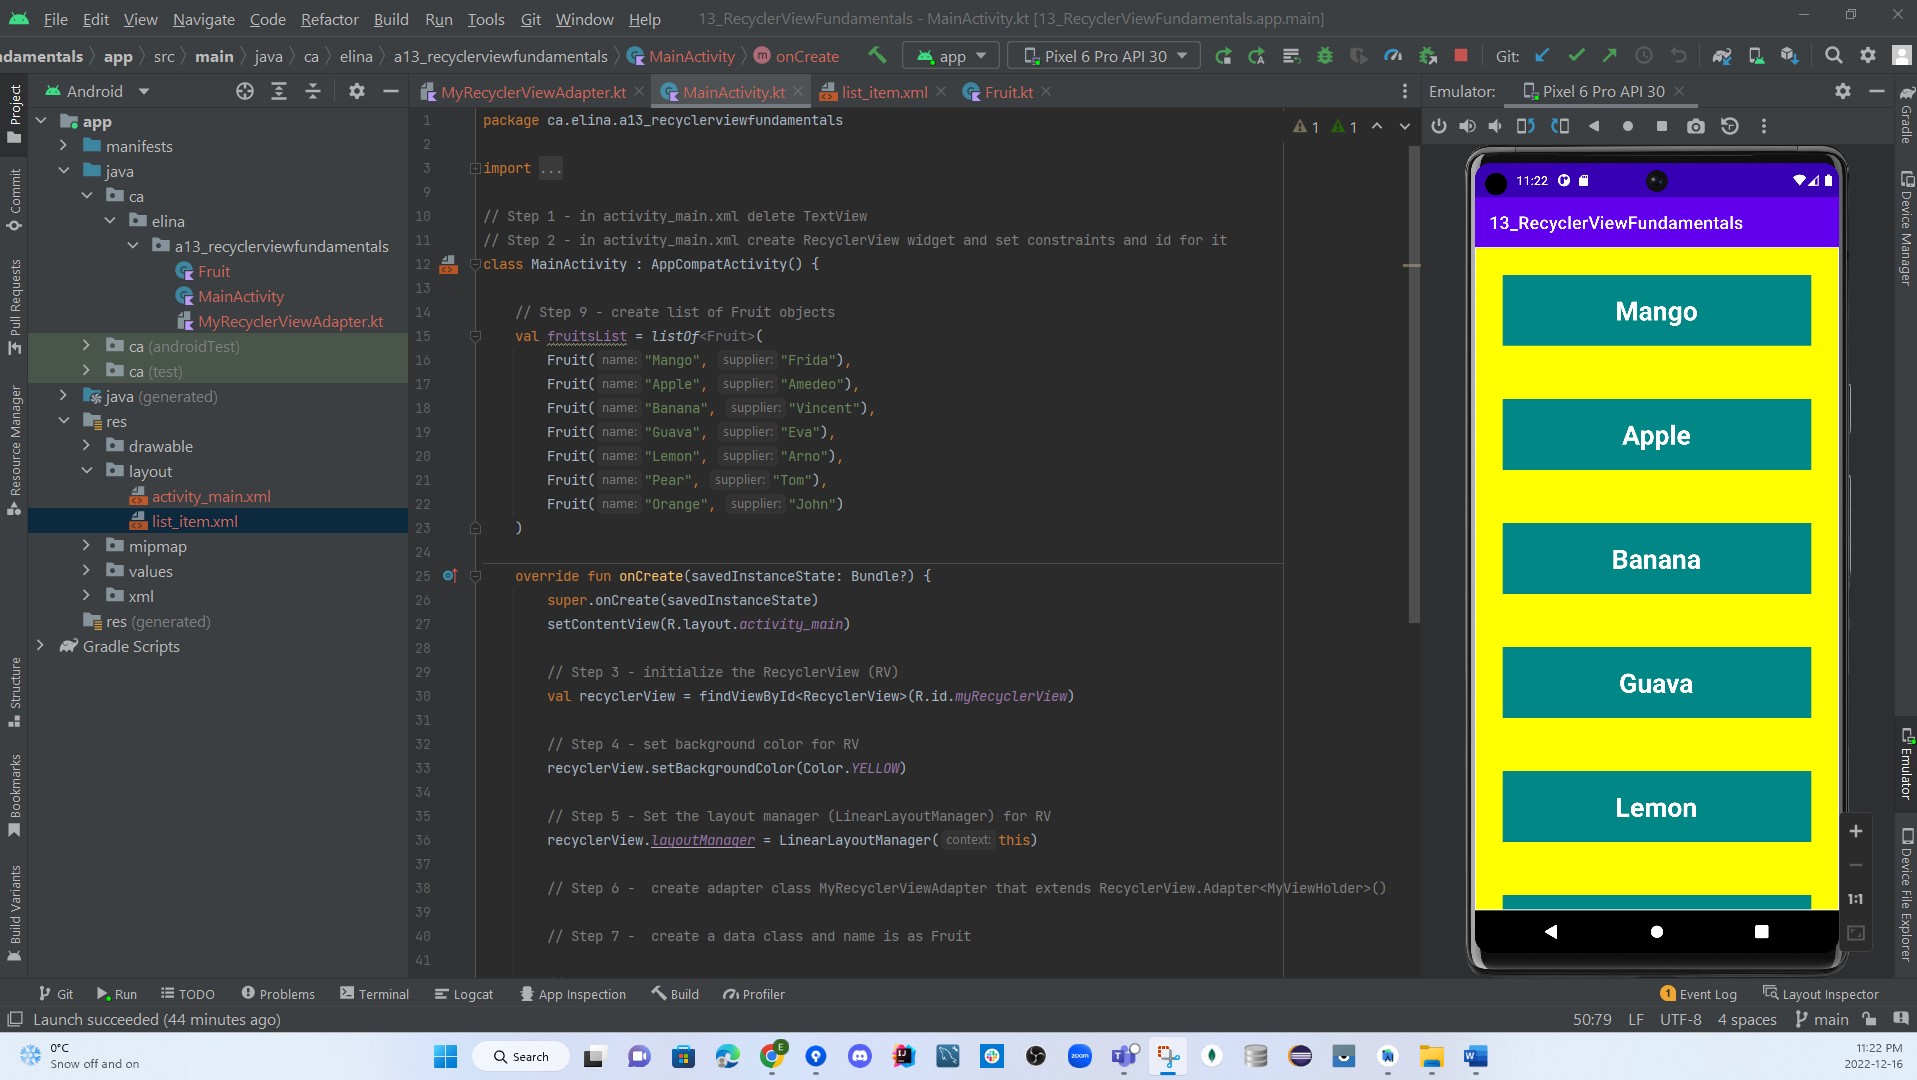 File Edit View Navigate Code Refactor Build Run Tools Git Window Help 13_RecyclerViewFundamentals - MainActivity.kt [13_RecyclerViewFundamentals.app.main]
damentals app src main java ca elina a13_recyclerviewfundamentals MainActivity onCreate app Pixel 6 Pro API 30 Git:
Android
MyRecyclerViewAdapter.kt MainActivity.kt list_item.xml Fruit.kt
Emulator: Pixel 6 Pro API 30
Project
Commit
Pull Requests
Resource Manager
Structure
Bookmarks
Build Variants
app
manifests
java
ca
elina
a13_recyclerviewfundamentals
Fruit
MainActivity
MyRecyclerViewAdapter.kt
ca (androidTest)
ca (test)
java (generated)
res
drawable
layout
activity_main.xml
list_item.xml
mipmap
values
xml
res (generated)
Gradle Scripts
1 1
1 package ca.elina.a13_recyclerviewfundamentals
2
3 import ...
9
10 // Step 1 - in activity_main.xml delete TextView
11 // Step 2 - in activity_main.xml create RecyclerView widget and set constraints and id for it
12 class MainActivity : AppCompatActivity() {
13
14 // Step 9 - create list of Fruit objects
15 val fruitsList = listOf<Fruit>(
16 Fruit( name: "Mango", supplier: "Frida"),
17 Fruit( name: "Apple", supplier: "Amedeo"),
18 Fruit( name: "Banana", supplier: "Vincent"),
19 Fruit( name: "Guava", supplier: "Eva"),
20 Fruit( name: "Lemon", supplier: "Arno"),
21 Fruit( name: "Pear", supplier: "Tom"),
22 Fruit( name: "Orange", supplier: "John")
23 )
24
25 override fun onCreate(savedInstanceState: Bundle?) {
26 super.onCreate(savedInstanceState)
27 setContentView(R.layout.activity_main)
28
29 // Step 3 - initialize the RecyclerView (RV)
30 val recyclerView = findViewById<RecyclerView>(R.id.myRecyclerView)
31
32 // Step 4 - set background color for RV
33 recyclerView.setBackgroundColor(Color.YELLOW)
34
35 // Step 5 - Set the layout manager (LinearLayoutManager) for RV
36 recyclerView.layoutManager = LinearLayoutManager( context: this)
37
38 // Step 6 -  create adapter class MyRecyclerViewAdapter that extends RecyclerView.Adapter<MyViewHolder>()
39
40 // Step 7 -  create a data class and name is as Fruit
41
11:22
13_RecyclerViewFundamentals
Mango
Apple
Banana
Guava
Lemon
1:1
Gradle
Device Manager
Emulator
Device File Explorer
Git Run TODO Problems Terminal Logcat App Inspection Build Profiler 1 Event Log Layout Inspector
Launch succeeded (44 minutes ago) 50:79 LF UTF-8 4 spaces main
0°C
Snow off and on
Search
E
zoom
11:22 PM
2022-12-16